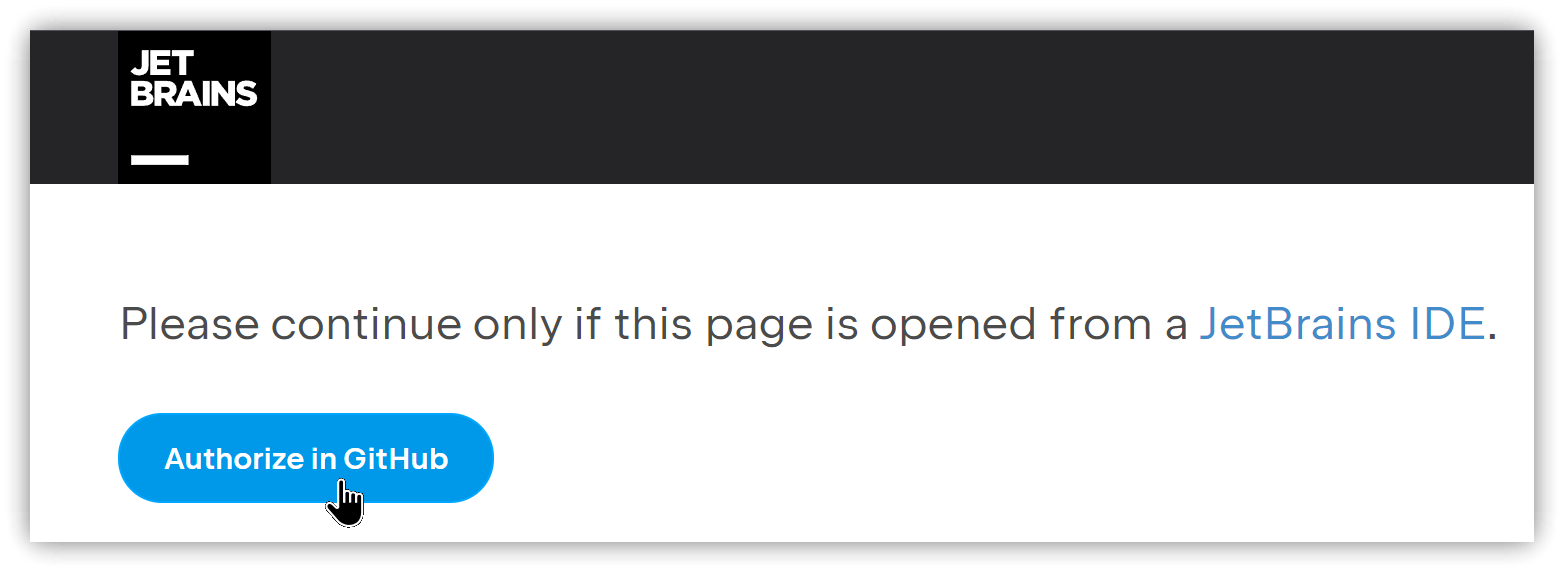 JET
BRAINS
Please continue only if this page is opened from a JetBrains IDE.
Authorize in GitHub